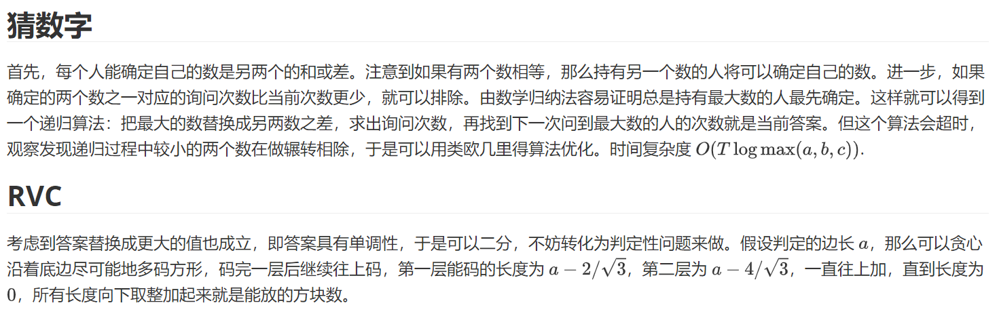 猜数字
首先，每个人能确定自己的数是另两个的和或差。注意到如果有两个数相等，那么持有另一个数的人将可以确定自己的数。进一步，如果
确定的两个数之一对应的询问次数比当前次数更少，就可以排除。由数学归纳法容易证明总是持有最大数的人最先确定。这样就可以得到
一个递归算法：把最大的数替换成另两数之差，求出询问次数，再找到下一次问到最大数的人的次数就是当前答案。但这个算法会超时，
观察发现递归过程中较小的两个数在做辗转相除，于是可以用类欧几里得算法优化。时间复杂度 O(T log max(a, b, c)).
RVC
考虑到答案替换成更大的值也成立，即答案具有单调性，于是可以二分，不妨转化为判定性问题来做。假设判定的边长 a，那么可以贪心
沿着底边尽可能地多码方形，码完一层后继续往上码，第一层能码的长度为 a − 2/√3，第二层为 a − 4/√3，一直往上加，直到长度为
0，所有长度向下取整加起来就是能放的方块数。